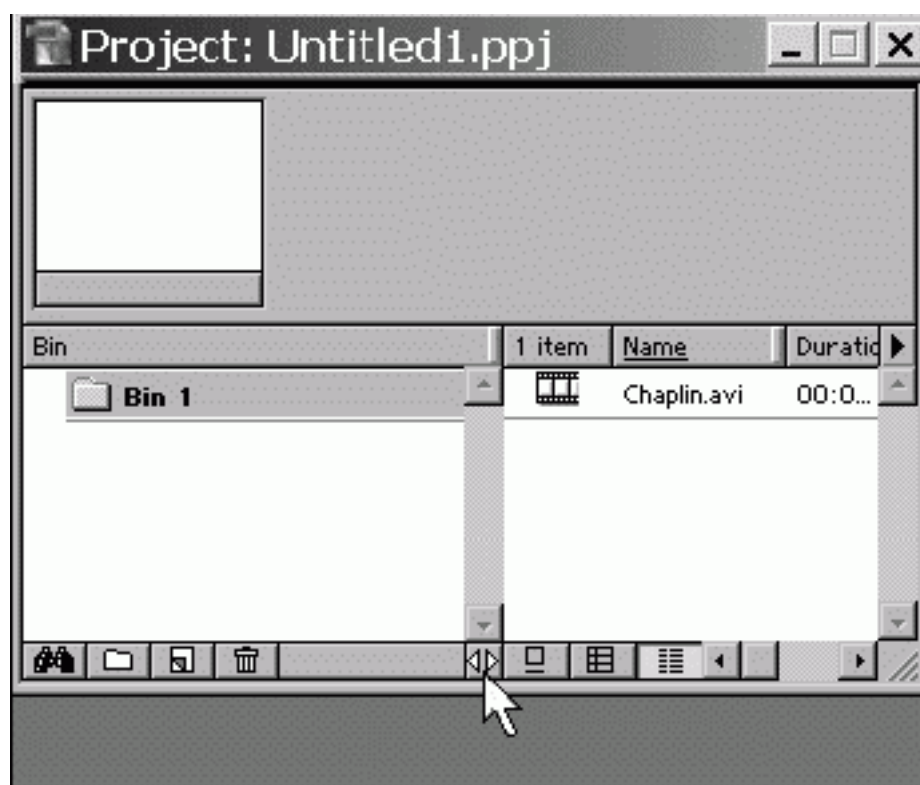 Project: Untitled1.ppj
Bin
1 item Name Duratio
Bin 1
Chaplin.avi 00:0...